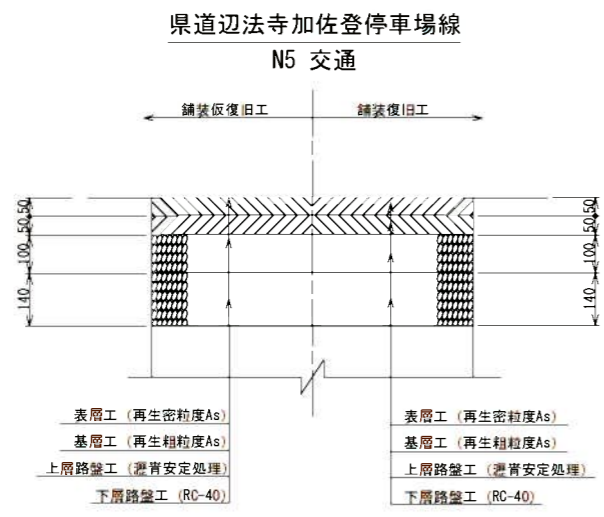 県道辺法寺加佐登停車場線
N5 交通
舗装仮復旧工 舗装復旧工
50 50
50 50
100 100
140 140
表層工 (再生密粒度As) 表層工 (再生密粒度As)
基層工 (再生粗粒度As) 基層工 (再生粗粒度As)
上層路盤工 (瀝青安定処理) 上層路盤工 (瀝青安定処理)
下層路盤工 (RC-40) 下層路盤工 (RC-40)